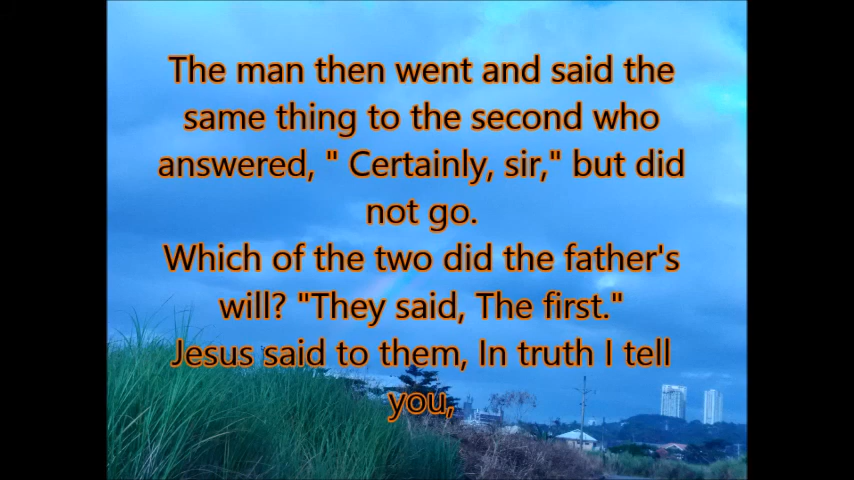 The man then went and said the
same thing to the second who
answered, " Certainly, sir," but did
not go.
Which of the two did the father's
will? "They said, The first."
Jesus said to them, In truth I tell
you,